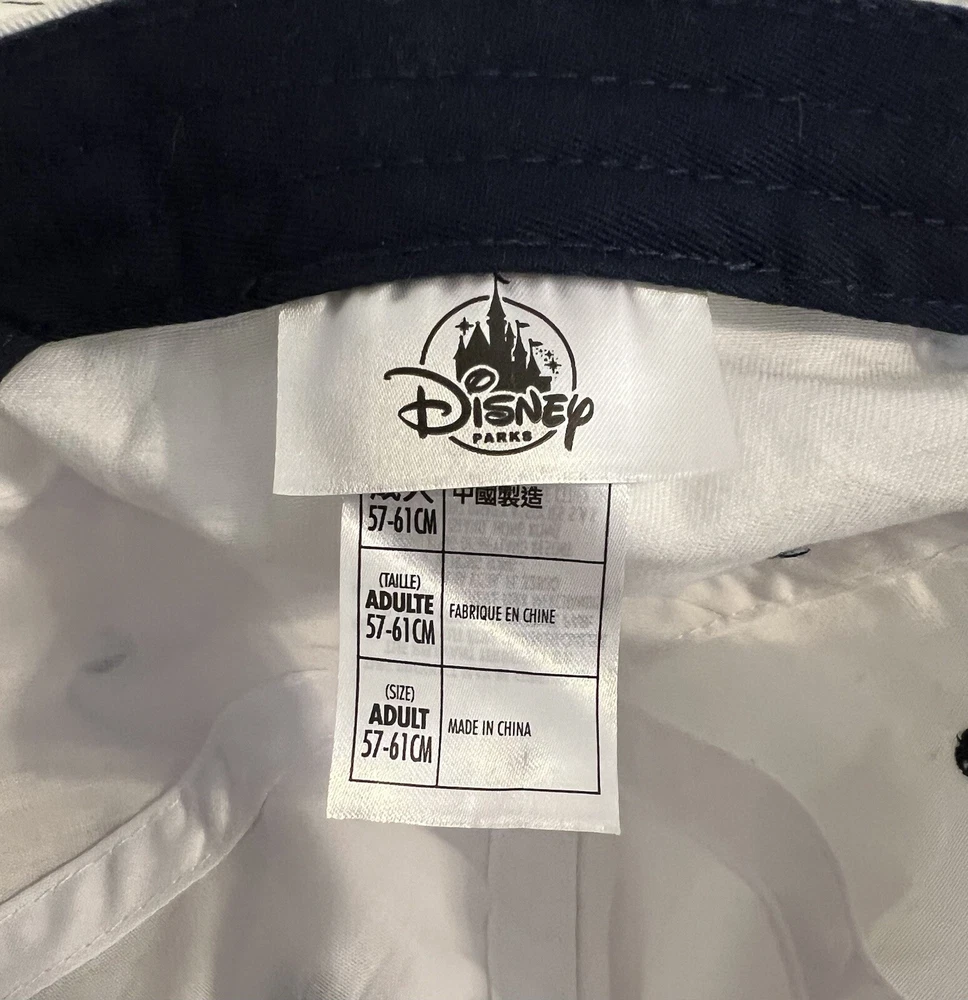 Disney
PARKS
中國製造
57-61CM
(TAILLE)
ADULTE
57-61CM
FABRIQUE EN CHINE
(SIZE)
ADULT
57-61CM
MADE IN CHINA